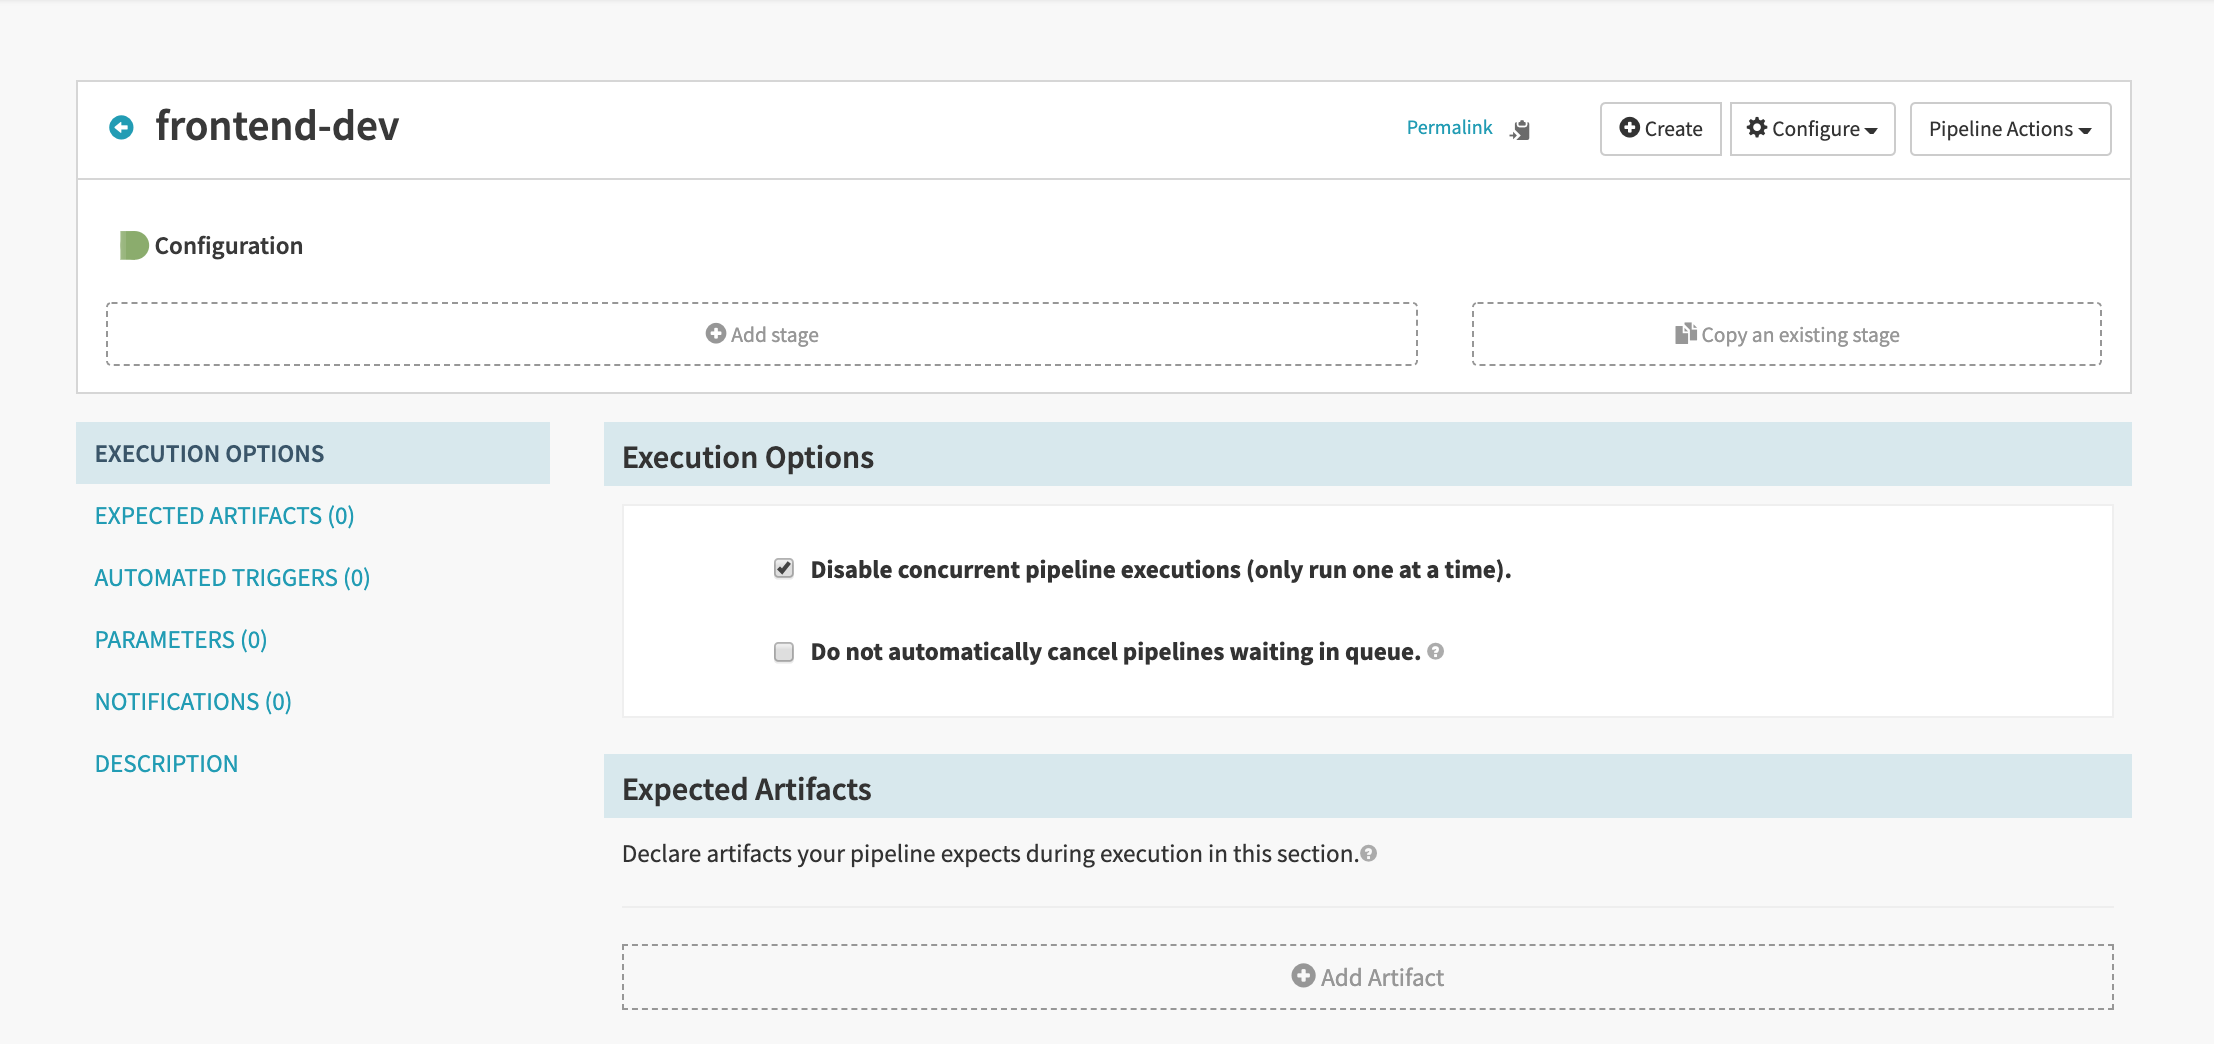 frontend-dev
Permalink
Create
Configure
Pipeline Actions
Configuration
Add stage
Copy an existing stage
EXECUTION OPTIONS
EXPECTED ARTIFACTS (0)
AUTOMATED TRIGGERS (0)
PARAMETERS (0)
NOTIFICATIONS (0)
DESCRIPTION
Execution Options
Disable concurrent pipeline executions (only run one at a time).
Do not automatically cancel pipelines waiting in queue.
Expected Artifacts
Declare artifacts your pipeline expects during execution in this section.
Add Artifact